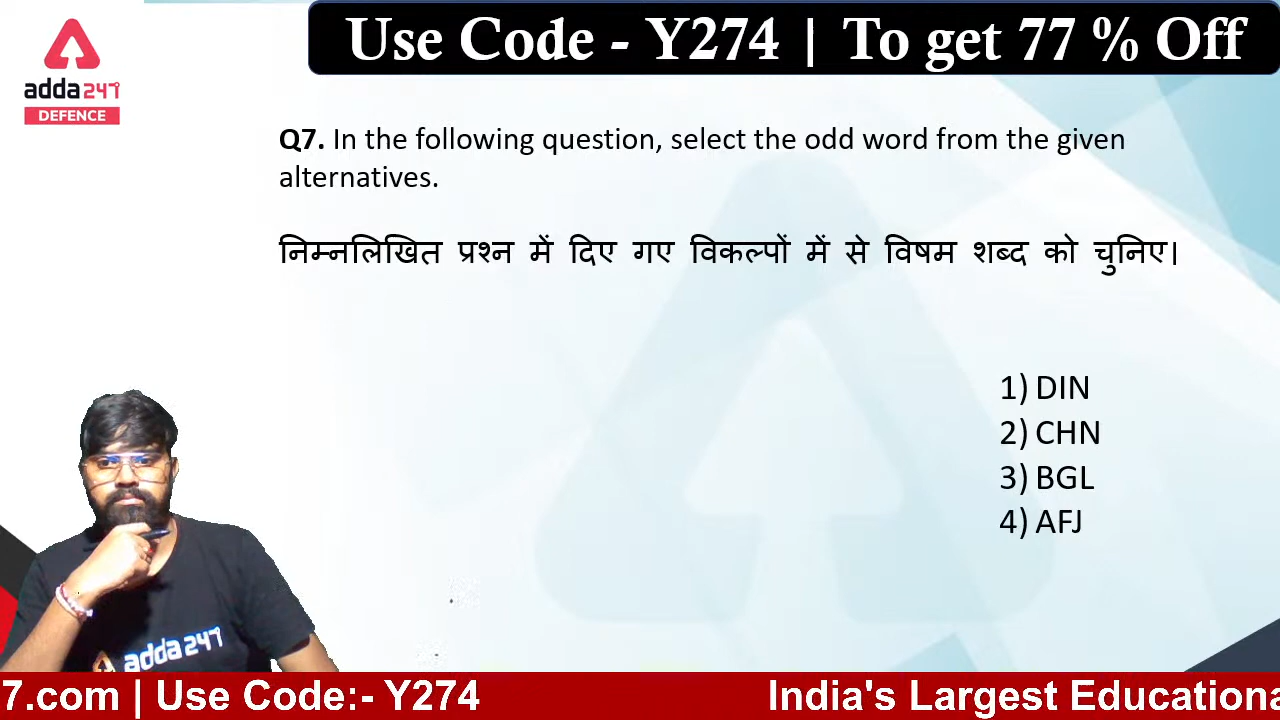 Use Code - Y274 | To get 77 % Off
adda247
DEFENCE
Q7. In the following question, select the odd word from the given
alternatives.
निम्नलिखित प्रश्न में दिए गए विकल्पों में से विषम शब्द को चुनिए।
1) DIN
2) CHN
3) BGL
4) AFJ
adda247
7.com | Use Code:- Y274 India's Largest Educationa